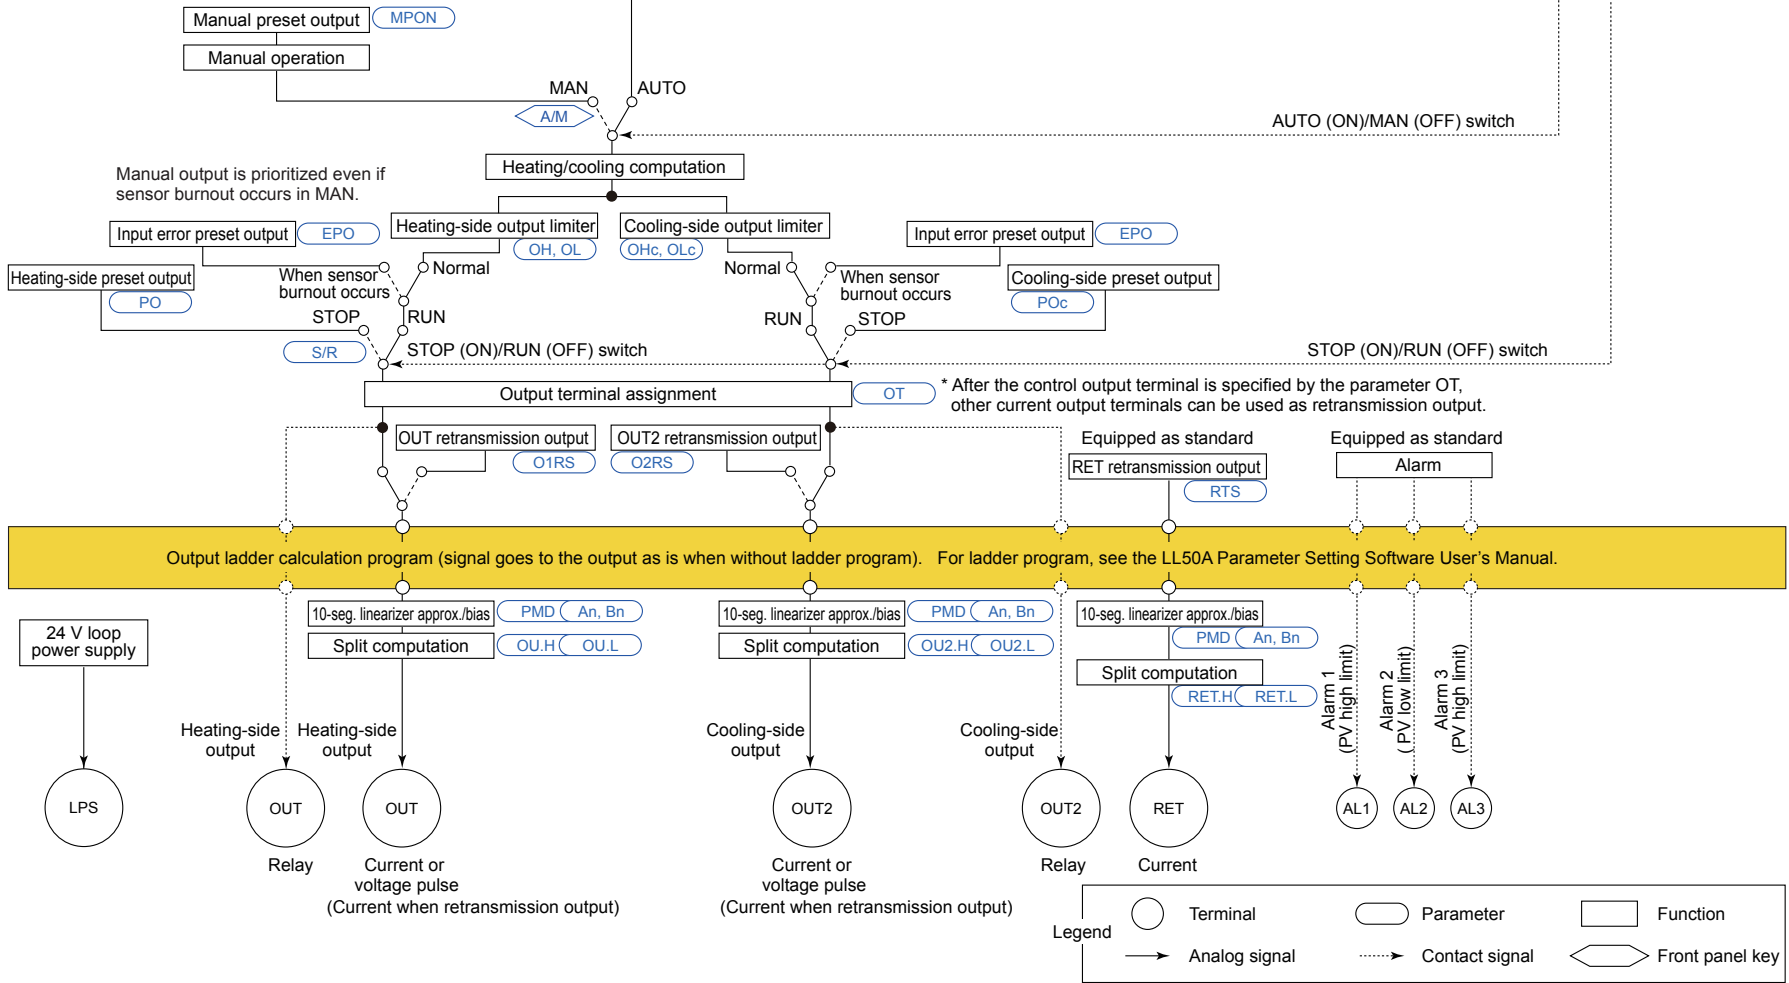 Manual preset output
MPON
Manual operation
MAN
AUTO
A/M
AUTO (ON)/MAN (OFF) switch
Heating/cooling computation
Manual output is prioritized even if
sensor burnout occurs in MAN.
Input error preset output
EPO
Heating-side output limiter
OH, OL
Cooling-side output limiter
OHc, OLc
Input error preset output
EPO
Heating-side preset output
PO
When sensor
burnout occurs
Normal
Normal
When sensor
burnout occurs
Cooling-side preset output
POc
STOP
RUN
RUN
STOP
S/R
STOP (ON)/RUN (OFF) switch
STOP (ON)/RUN (OFF) switch
Output terminal assignment
OT
* After the control output terminal is specified by the parameter OT,
other current output terminals can be used as retransmission output.
OUT retransmission output
O1RS
OUT2 retransmission output
O2RS
Equipped as standard
RET retransmission output
RTS
Equipped as standard
Alarm
Output ladder calculation program (signal goes to the output as is when without ladder program). For ladder program, see the LL50A Parameter Setting Software User's Manual.
24 V loop
power supply
10-seg. linearizer approx./bias
PMD
An, Bn
Split computation
OU.H
OU.L
10-seg. linearizer approx./bias
PMD
An, Bn
Split computation
OU2.H
OU2.L
10-seg. linearizer approx./bias
PMD
An, Bn
Split computation
RET.H
RET.L
Alarm 1
(PV high limit)
Alarm 2
( PV low limit)
Alarm 3
(PV high limit)
Heating-side
output
Heating-side
output
Cooling-side
output
Cooling-side
output
LPS
OUT
OUT
OUT2
OUT2
RET
AL1
AL2
AL3
Relay
Current or
voltage pulse
(Current when retransmission output)
Current or
voltage pulse
(Current when retransmission output)
Relay
Current
Legend
Terminal
Parameter
Function
Analog signal
Contact signal
Front panel key